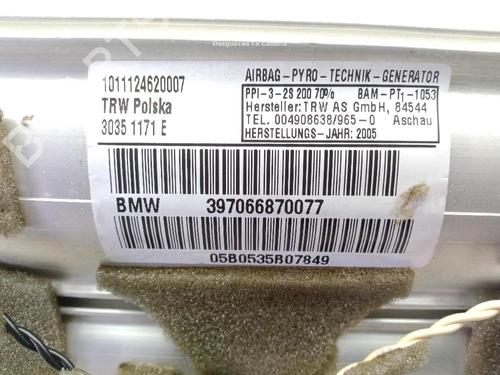 Desguaces La Cabaña
1011124620007
TRW Polska
3035 1171 E
AIRBAG-PYRO-TECHNIK-GENERATOR
PPI-3-2S 200 70% BAM-PT1-1053
Hersteller: TRW AS GmbH, 84544
TEL. 004908638/965-0 Aschau
HERSTELLUNGS-JAHR: 2005
BMW 397066870077
05B0535B07849